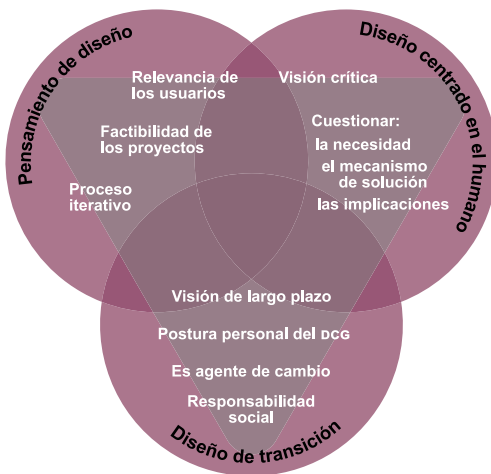 Pensamiento de diseño
Diseño centrado en el humano
Relevancia de
los usuarios
Visión crítica
Factibilidad de
los proyectos
Cuestionar:
la necesidad
el mecanismo
de solución
las implicaciones
Proceso
iterativo
Visión de largo plazo
Postura personal del DCG
Es agente de cambio
Responsabilidad
social
Diseño de transición